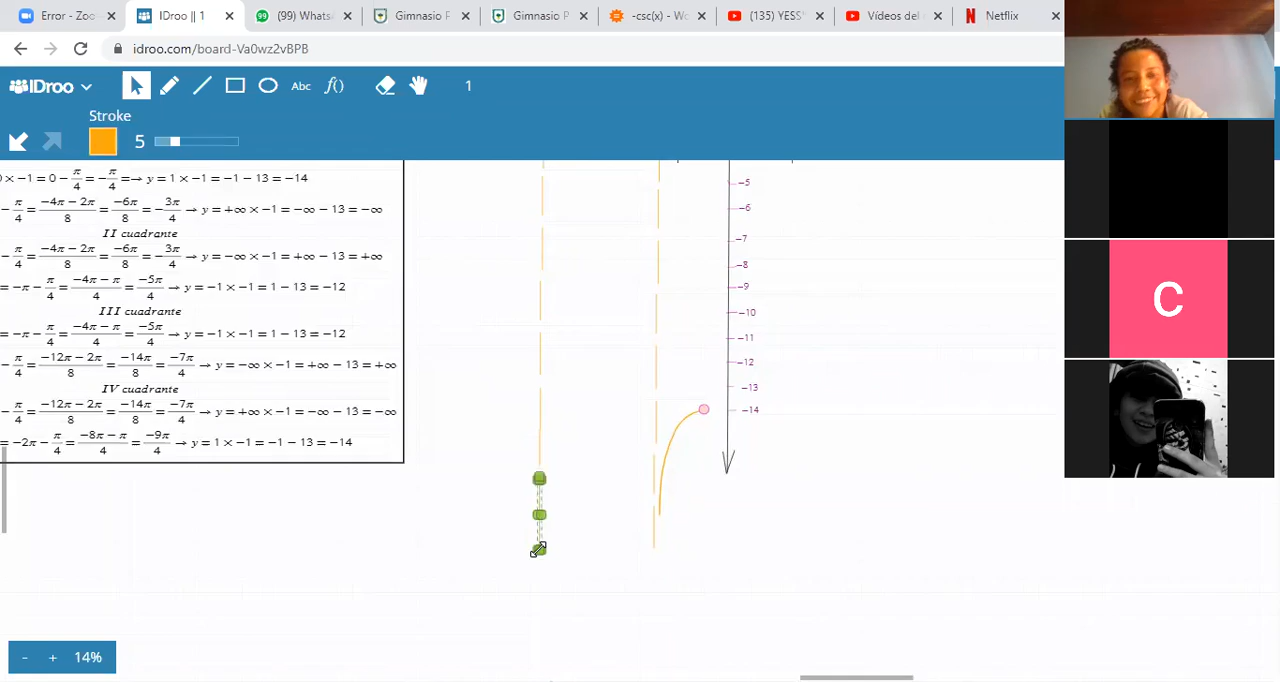 Error - Zoo
IDroo || 1
(99) Whats
Gimnasio F
Gimnasio P
-csc(x) - Wo
(135) YESS'
Vídeos del
Netflix
idroo.com/board-Va0wz2vBPB
IDroo
Abc
f()
1
Stroke
5
0 × −1 = 0 − π/4 = −π/4 =→ y = 1 × −1 = −1 − 13 = −14
− π/4 = −4π − 2π/8 = −6π/8 = −3π/4 → y = +∞ × −1 = −∞ − 13 = −∞
II cuadrante
− π/4 = −4π − 2π/8 = −6π/8 = −3π/4 → y = −∞ × −1 = +∞ − 13 = +∞
= −π − π/4 = −4π − π/4 = −5π/4 → y = −1 × −1 = 1 − 13 = −12
III cuadrante
= −π − π/4 = −4π − π/4 = −5π/4 → y = −1 × −1 = 1 − 13 = −12
− π/4 = −12π − 2π/8 = −14π/8 = −7π/4 → y = −∞ × −1 = +∞ − 13 = +∞
IV cuadrante
− π/4 = −12π − 2π/8 = −14π/8 = −7π/4 → y = +∞ × −1 = −∞ − 13 = −∞
= −2π − π/4 = −8π − π/4 = −9π/4 → y = 1 × −1 = −1 − 13 = −14
−5
−6
−7
−8
−9
−10
−11
−12
−13
−14
C
- + 14%